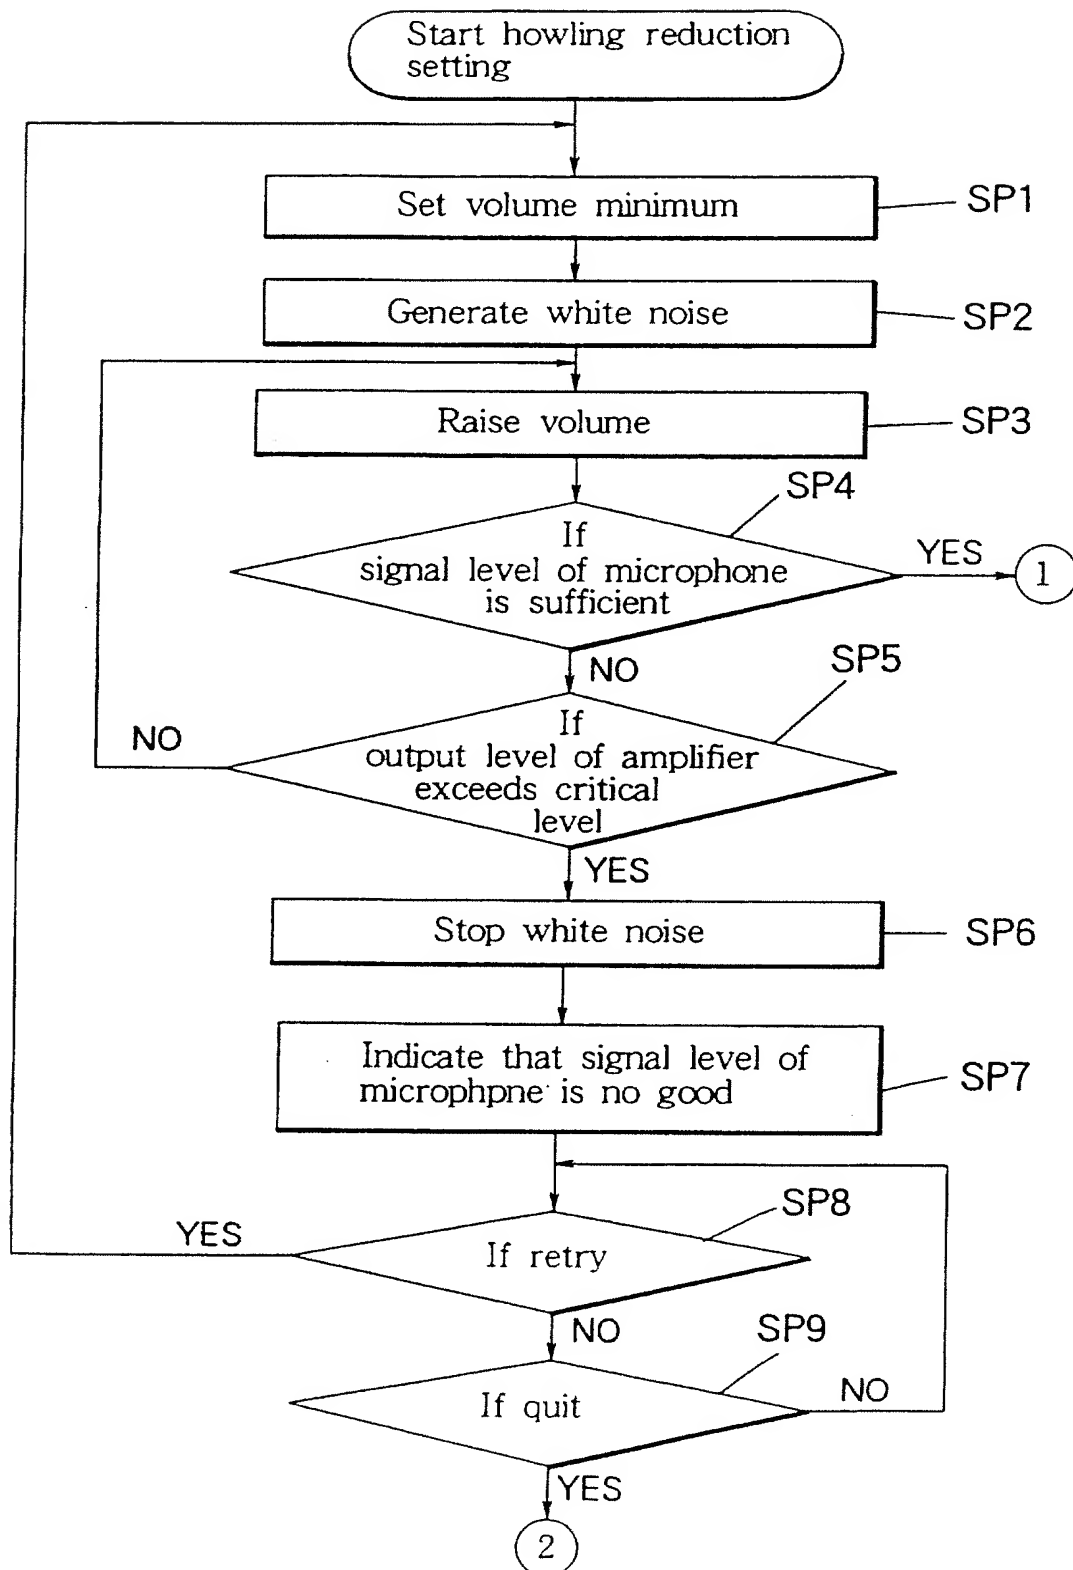 Start howling reduction
setting
Set volume minimum
SP1
Generate white noise
SP2
Raise volume
SP3
SP4
If
signal level of microphone
is sufficient
YES
1
NO
SP5
If
output level of amplifier
exceeds critical
level
NO
YES
Stop white noise
SP6
Indicate that signal level of
microphpne is no good
SP7
SP8
YES
If retry
NO
SP9
If quit
NO
YES
2